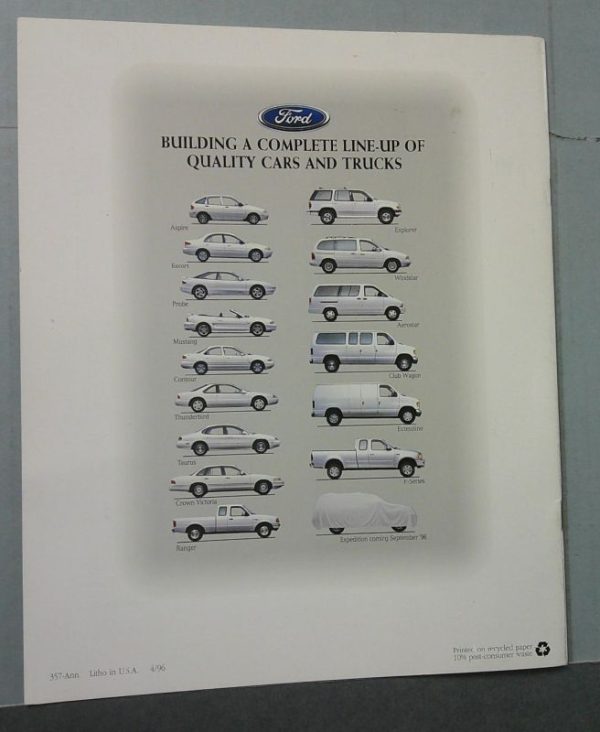 Ford
BUILDING A COMPLETE LINE-UP OF
QUALITY CARS AND TRUCKS
Aspire
Escort
Probe
Mustang
Contour
Thunderbird
Taurus
Crown Victoria
Ranger
Explorer
Windstar
Aerostar
Club Wagon
Econoline
F-Series
Expedition coming September '96
357-Ann. Litho in U.S.A. 4/96
Printed on recycled paper
10% post-consumer waste